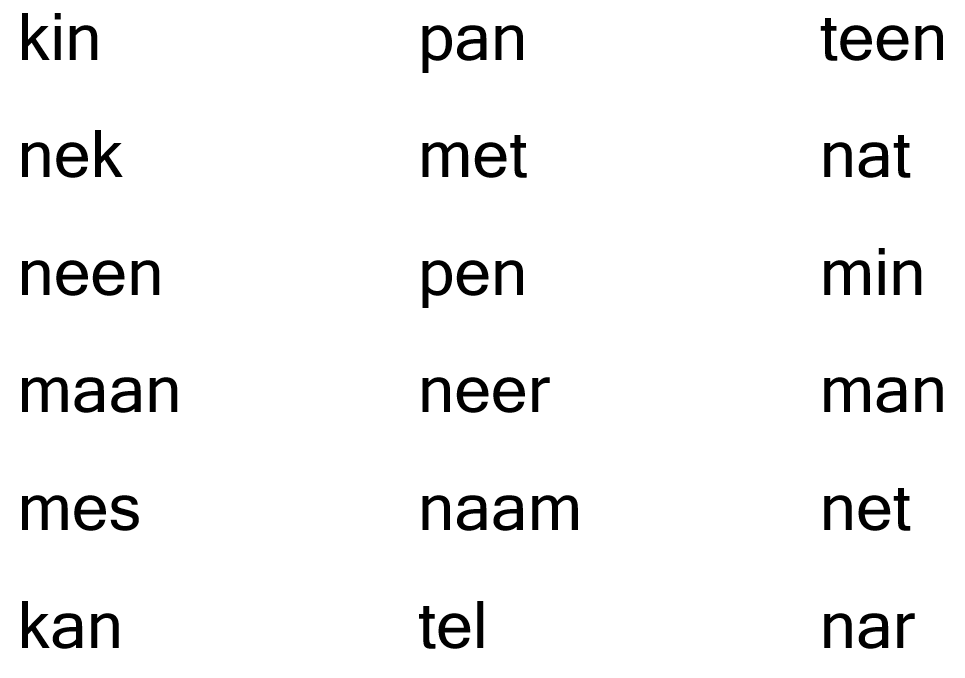 kin pan teen
nek met nat
neen pen min
maan neer man
mes naam net
kan tel nar